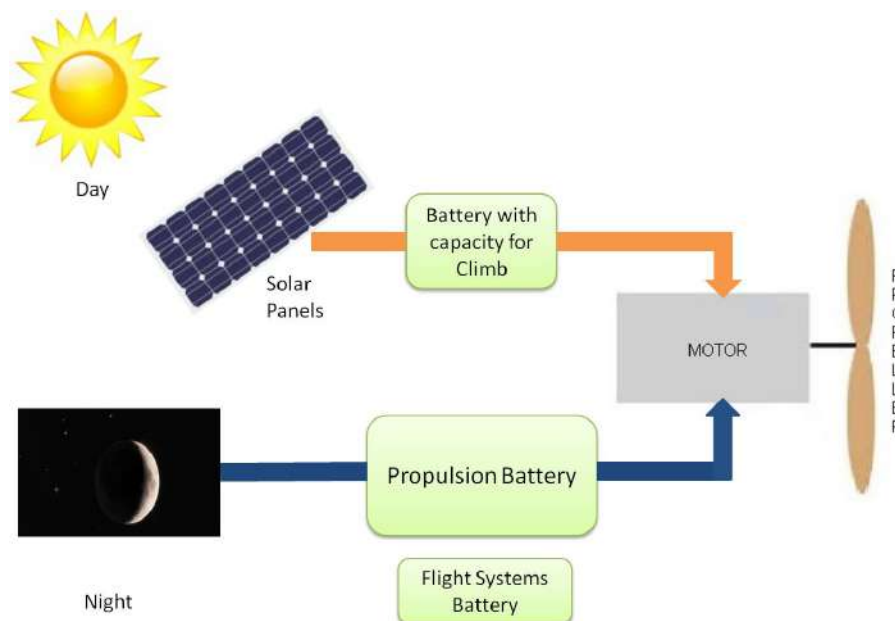 Day
Battery with
capacity for
Climb
Solar
Panels
MOTOR
Propulsion Battery
Flight Systems
Battery
Night